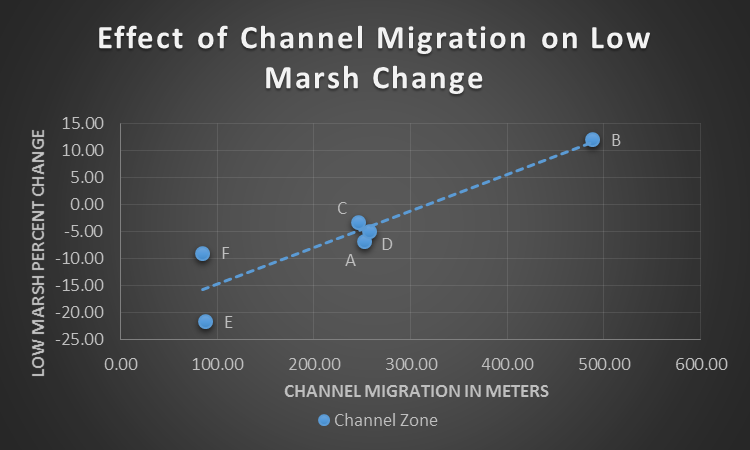 Effect of Channel Migration on Low
Marsh Change
LOW MARSH PERCENT CHANGE
15.00
10.00
5.00
0.00
-5.00
-10.00
-15.00
-20.00
-25.00
B
C
D
A
F
E
0.00 100.00 200.00 300.00 400.00 500.00 600.00
CHANNEL MIGRATION IN METERS
Channel Zone